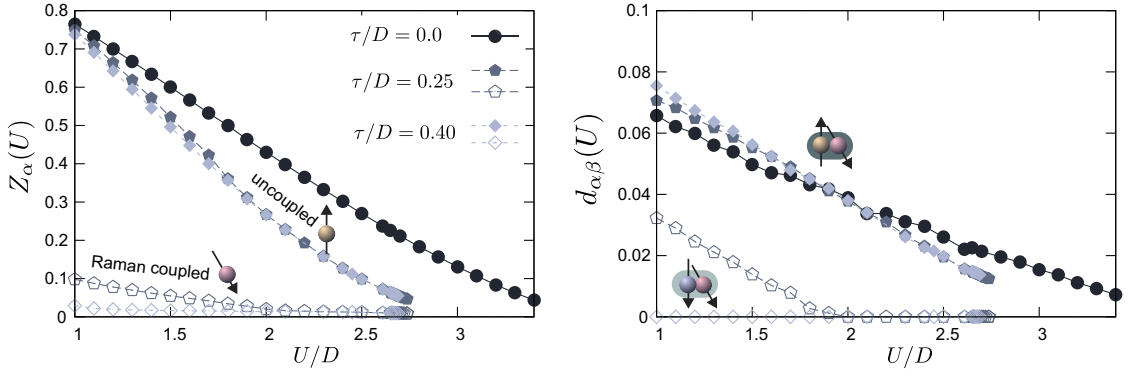 0.8
0.7
0.6
0.5
0.4
0.3
0.2
0.1
0
Z_α(U)
τ/D = 0.0
τ/D = 0.25
τ/D = 0.40
uncoupled
Raman coupled
1
1.5
2
2.5
3
U/D
0.1
0.08
0.06
0.04
0.02
0
d_αβ(U)
1
1.5
2
2.5
3
U/D